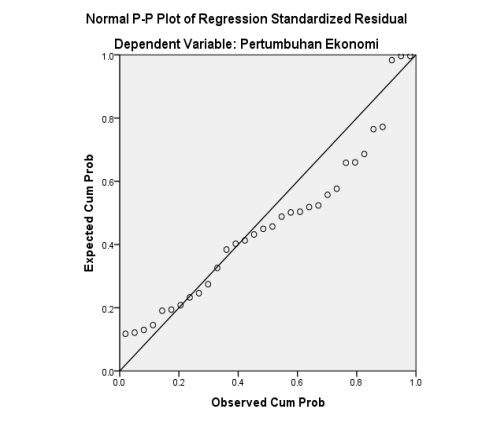 Normal P-P Plot of Regression Standardized Residual
Dependent Variable: Pertumbuhan Ekonomi
1.0
0.8
0.6
0.4
0.2
0.0
Expected Cum Prob
0.0 0.2 0.4 0.6 0.8 1.0
Observed Cum Prob